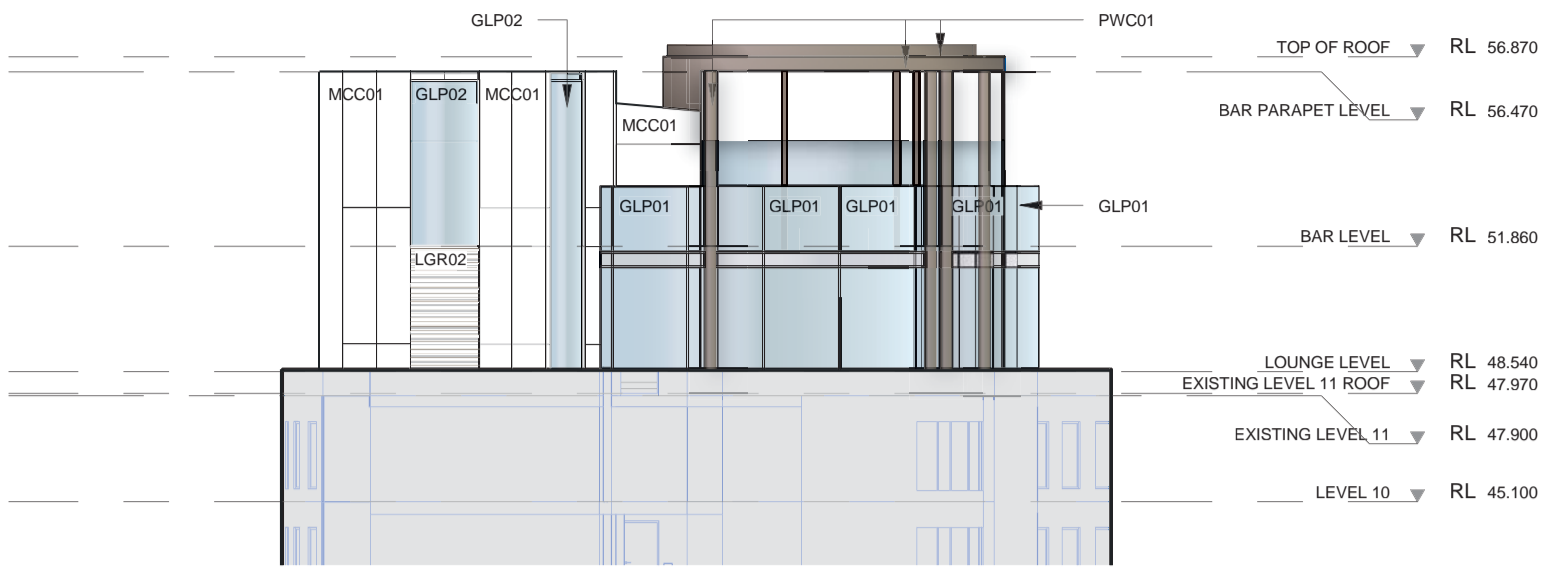 GLP02
PWC01
TOP OF ROOF RL 56.870
MCC01 GLP02 MCC01
BAR PARAPET LEVEL RL 56.470
MCC01
GLP01 GLP01 GLP01 GLP01 GLP01
BAR LEVEL RL 51.860
LGR02
LOUNGE LEVEL RL 48.540
EXISTING LEVEL 11 ROOF RL 47.970
EXISTING LEVEL 11 RL 47.900
LEVEL 10 RL 45.100